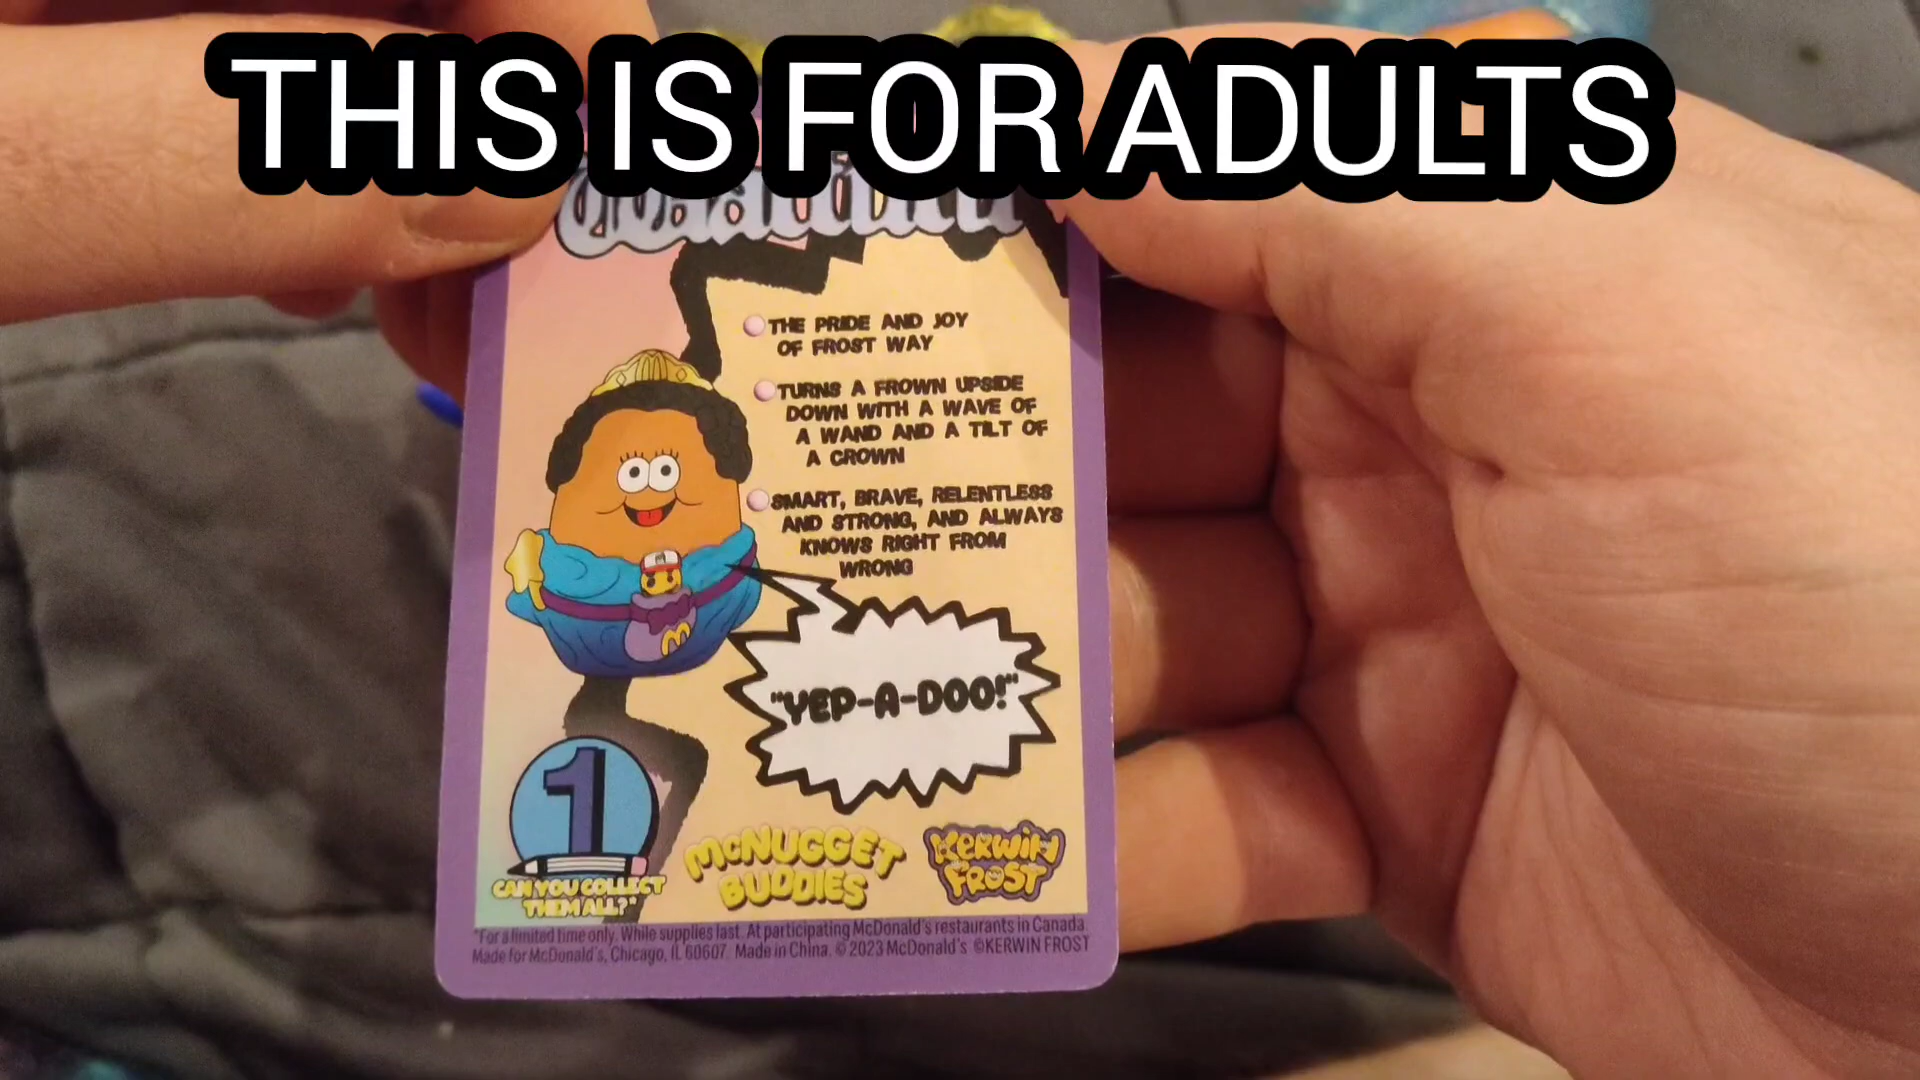 THIS IS FOR ADULTS
THE PRIDE AND JOY
OF FROST WAY
TURNS A FROWN UPSIDE
DOWN WITH A WAVE OF
A WAND AND A TILT OF
A CROWN
SMART, BRAVE, RELENTLESS
AND STRONG, AND ALWAYS
KNOWS RIGHT FROM
WRONG
"YEP-A-DOO!"
1
CAN YOU COLLECT
THEM ALL?*
McNUGGET
BUDDIES
KERWIN
FROST
*For a limited time only. While supplies last. At participating McDonald's restaurants in Canada.
Made for McDonald's, Chicago, IL 60607. Made in China. © 2023 McDonald's ©KERWIN FROST